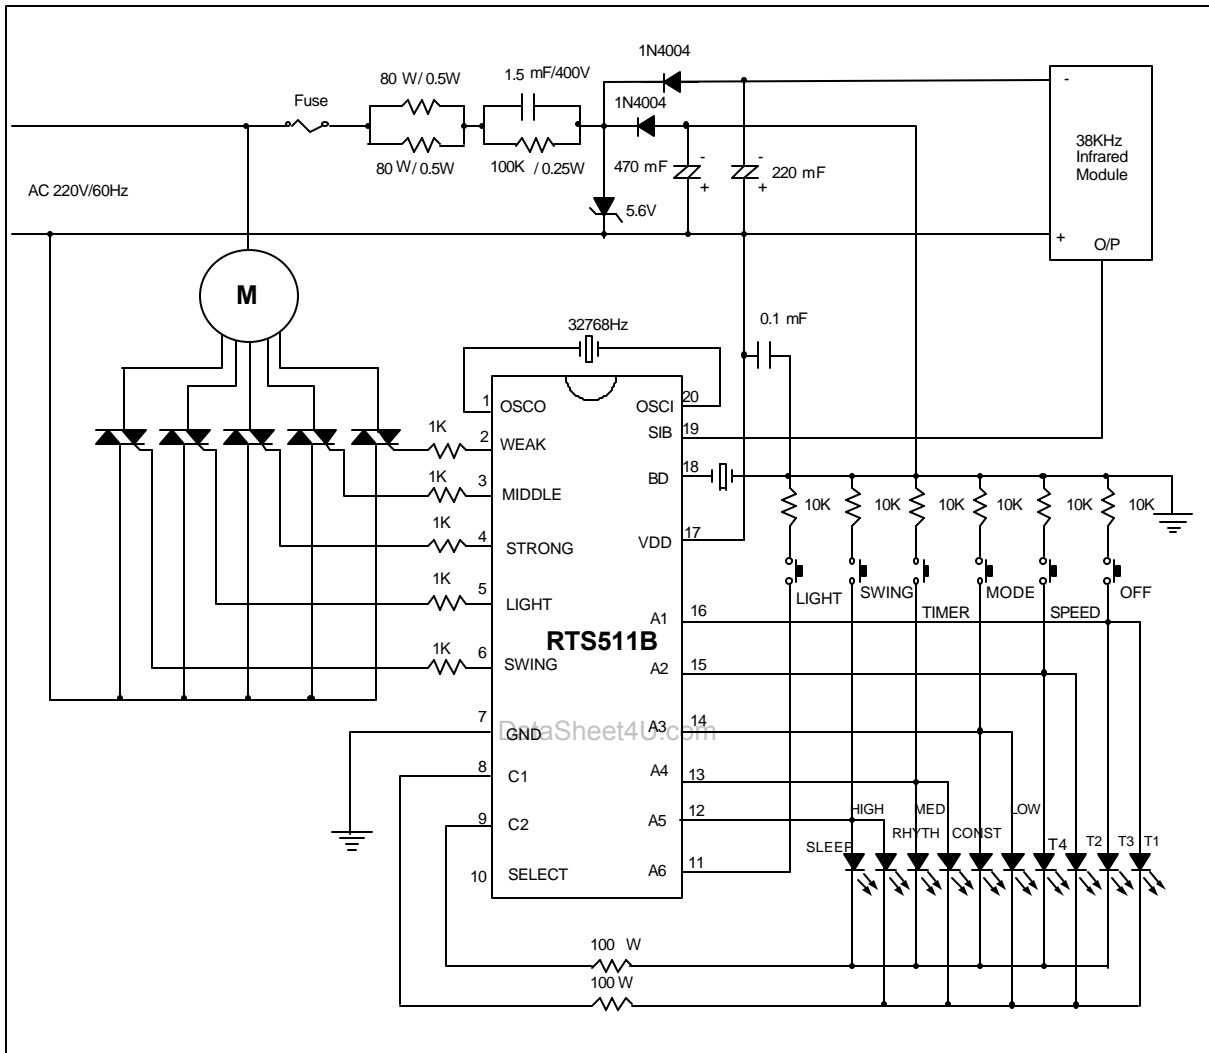 1N4004
80 W/ 0.5W
1.5 mF/400V
Fuse
1N4004
-
38KHz
Infrared
Module
80 W/ 0.5W
100K / 0.25W
470 mF
-
+
-
+
220 mF
AC 220V/60Hz
5.6V
+
O/P
M
32768Hz
0.1 mF
1
OSCO
OSCI
20
1K
2
WEAK
SIB
19
1K
3
MIDDLE
BD
18
1K
4
STRONG
VDD
17
10K
10K
10K
10K
10K
10K
1K
5
LIGHT
LIGHT
SWING
MODE
OFF
A1
16
TIMER
SPEED
RTS511B
1K
6
SWING
A2
15
7
GND
DataSheet4U.com
A3
14
8
C1
A4
13
9
C2
A5
12
HIGH
MED
LOW
RHYTH
CONST
SLEEP
T4
T2
T3
T1
10
SELECT
A6
11
100 W
100 W